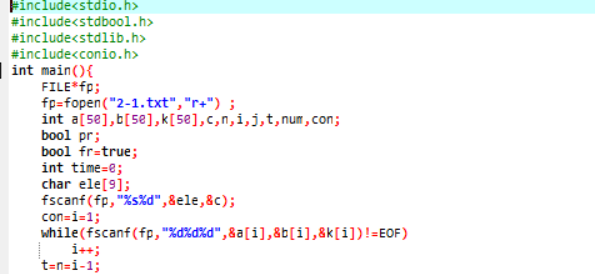 #include<stdio.h>
#include<stdbool.h>
#include<stdlib.h>
#include<conio.h>
int main(){
FILE*fp;
fp=fopen("2-1.txt","r+") ;
int a[50],b[50],k[50],c,n,i,j,t,num,con;
bool pr;
bool fr=true;
int time=0;
char ele[9];
fscanf(fp,"%s%d",&ele,&c);
con=i=1;
while(fscanf(fp,"%d%d%d",&a[i],&b[i],&k[i])!=EOF)
i++;
t=n=i-1;